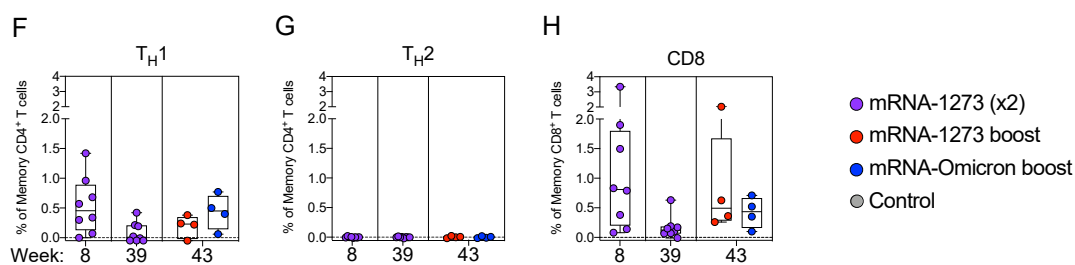 F
T_H1
% of Memory CD4⁺ T cells
4
3
2
2.0
1.5
1.0
0.5
0.0
Week: 8 39 43
G
T_H2
% of Memory CD4⁺ T cells
4
3
2
2.0
1.5
1.0
0.5
0.0
8 39 43
H
CD8
% of Memory CD8⁺ T cells
4
3
2
2.0
1.5
1.0
0.5
0.0
8 39 43
mRNA-1273 (x2)
mRNA-1273 boost
mRNA-Omicron boost
Control